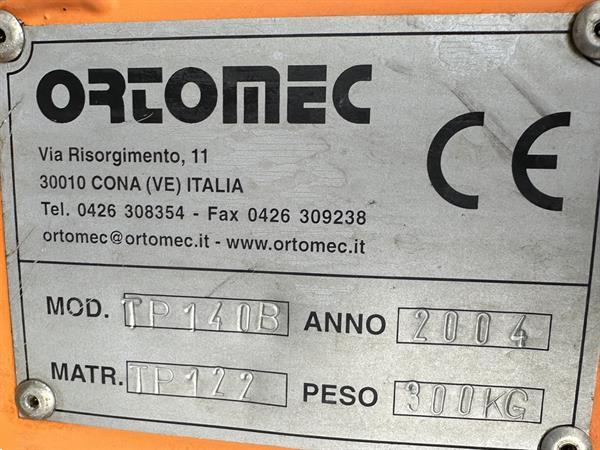 ORTOMEC
CE
Via Risorgimento, 11
30010 CONA (VE) ITALIA
Tel. 0426 308354 - Fax 0426 309238
ortomec@ortomec.it - www.ortomec.it
MOD. TP140B ANNO 2004
MATR. TP122 PESO 300KG